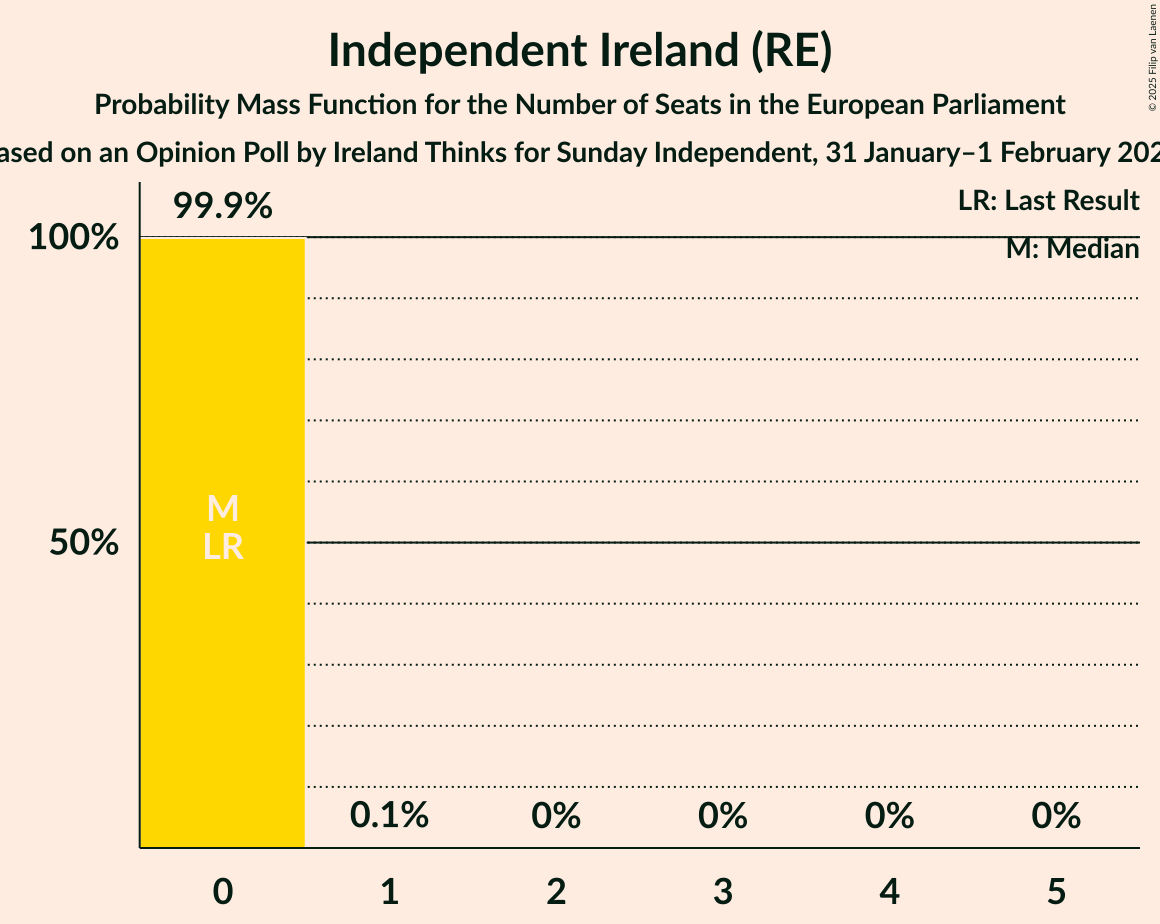 Independent Ireland (RE)
Probability Mass Function for the Number of Seats in the European Parliament
on an Opinion Poll by Ireland Thinks for Sunday Independent, 31 January–1 February
© 2025 Filip van Laenen
LR: Last Result
M: Median
99.9%
100%
50%
M
LR
0.1%
0%
0%
0%
0%
0
1
2
3
4
5